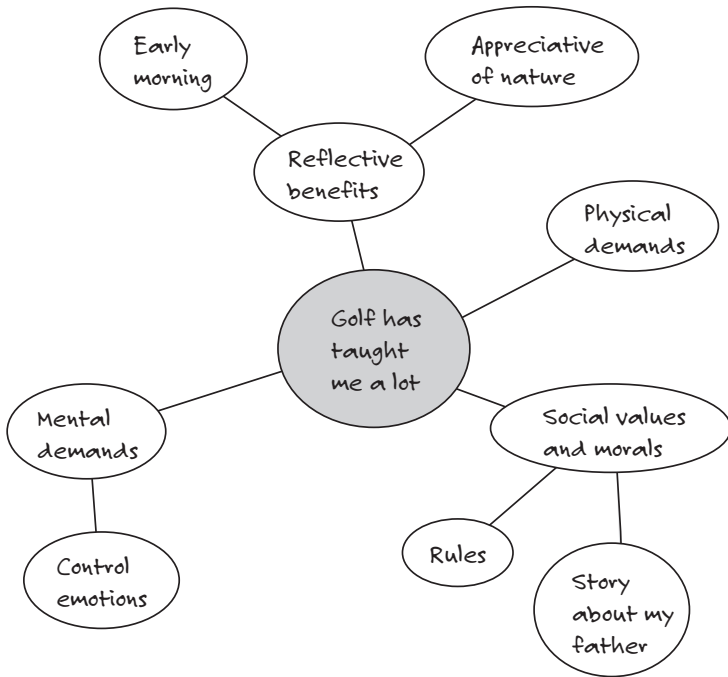 Early
morning
Appreciative
of nature
Reflective
benefits
Physical
demands
Golf has
taught
me a lot
Mental
demands
Social values
and morals
Control
emotions
Rules
Story
about my
father